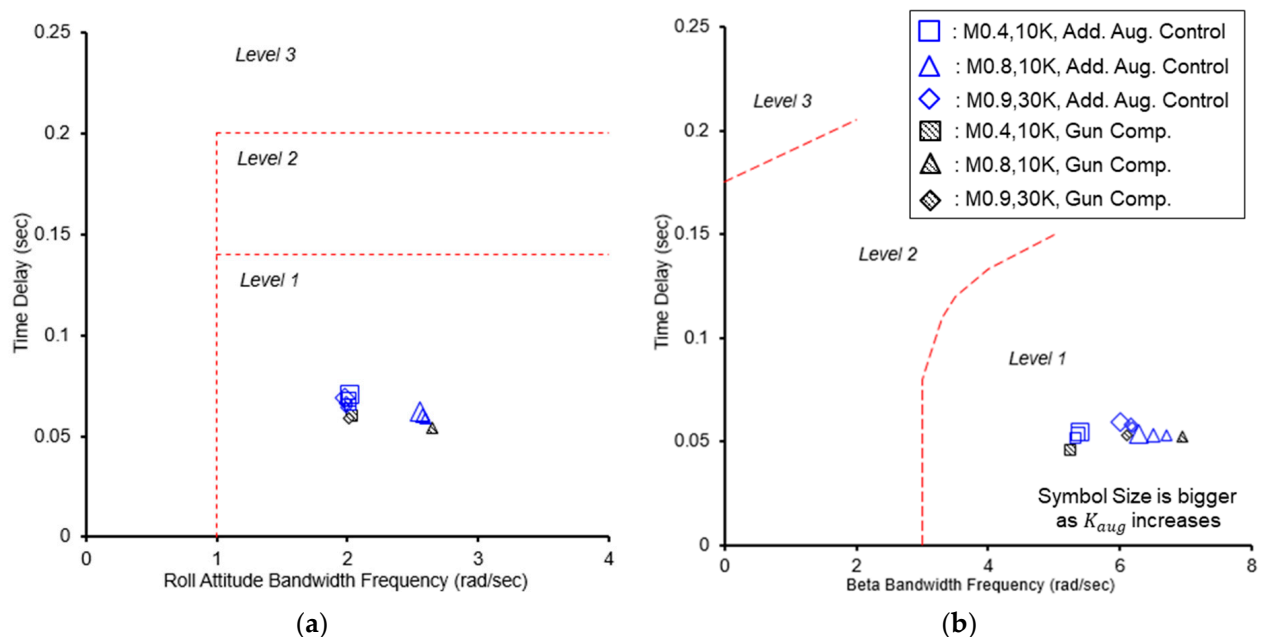 0.25
0.2
0.15
0.1
0.05
0
Time Delay (sec)
Level 3
Level 2
Level 1
0 1 2 3 4
Roll Attitude Bandwidth Frequency (rad/sec)
(a)
0.25
0.2
0.15
0.1
0.05
0
Time Delay (sec)
: M0.4,10K, Add. Aug. Control
: M0.8,10K, Add. Aug. Control
: M0.9,30K, Add. Aug. Control
: M0.4,10K, Gun Comp.
: M0.8,10K, Gun Comp.
: M0.9,30K, Gun Comp.
Level 3
Level 2
Level 1
Symbol Size is bigger
as K_aug increases
0 2 4 6 8
Beta Bandwidth Frequency (rad/sec)
(b)